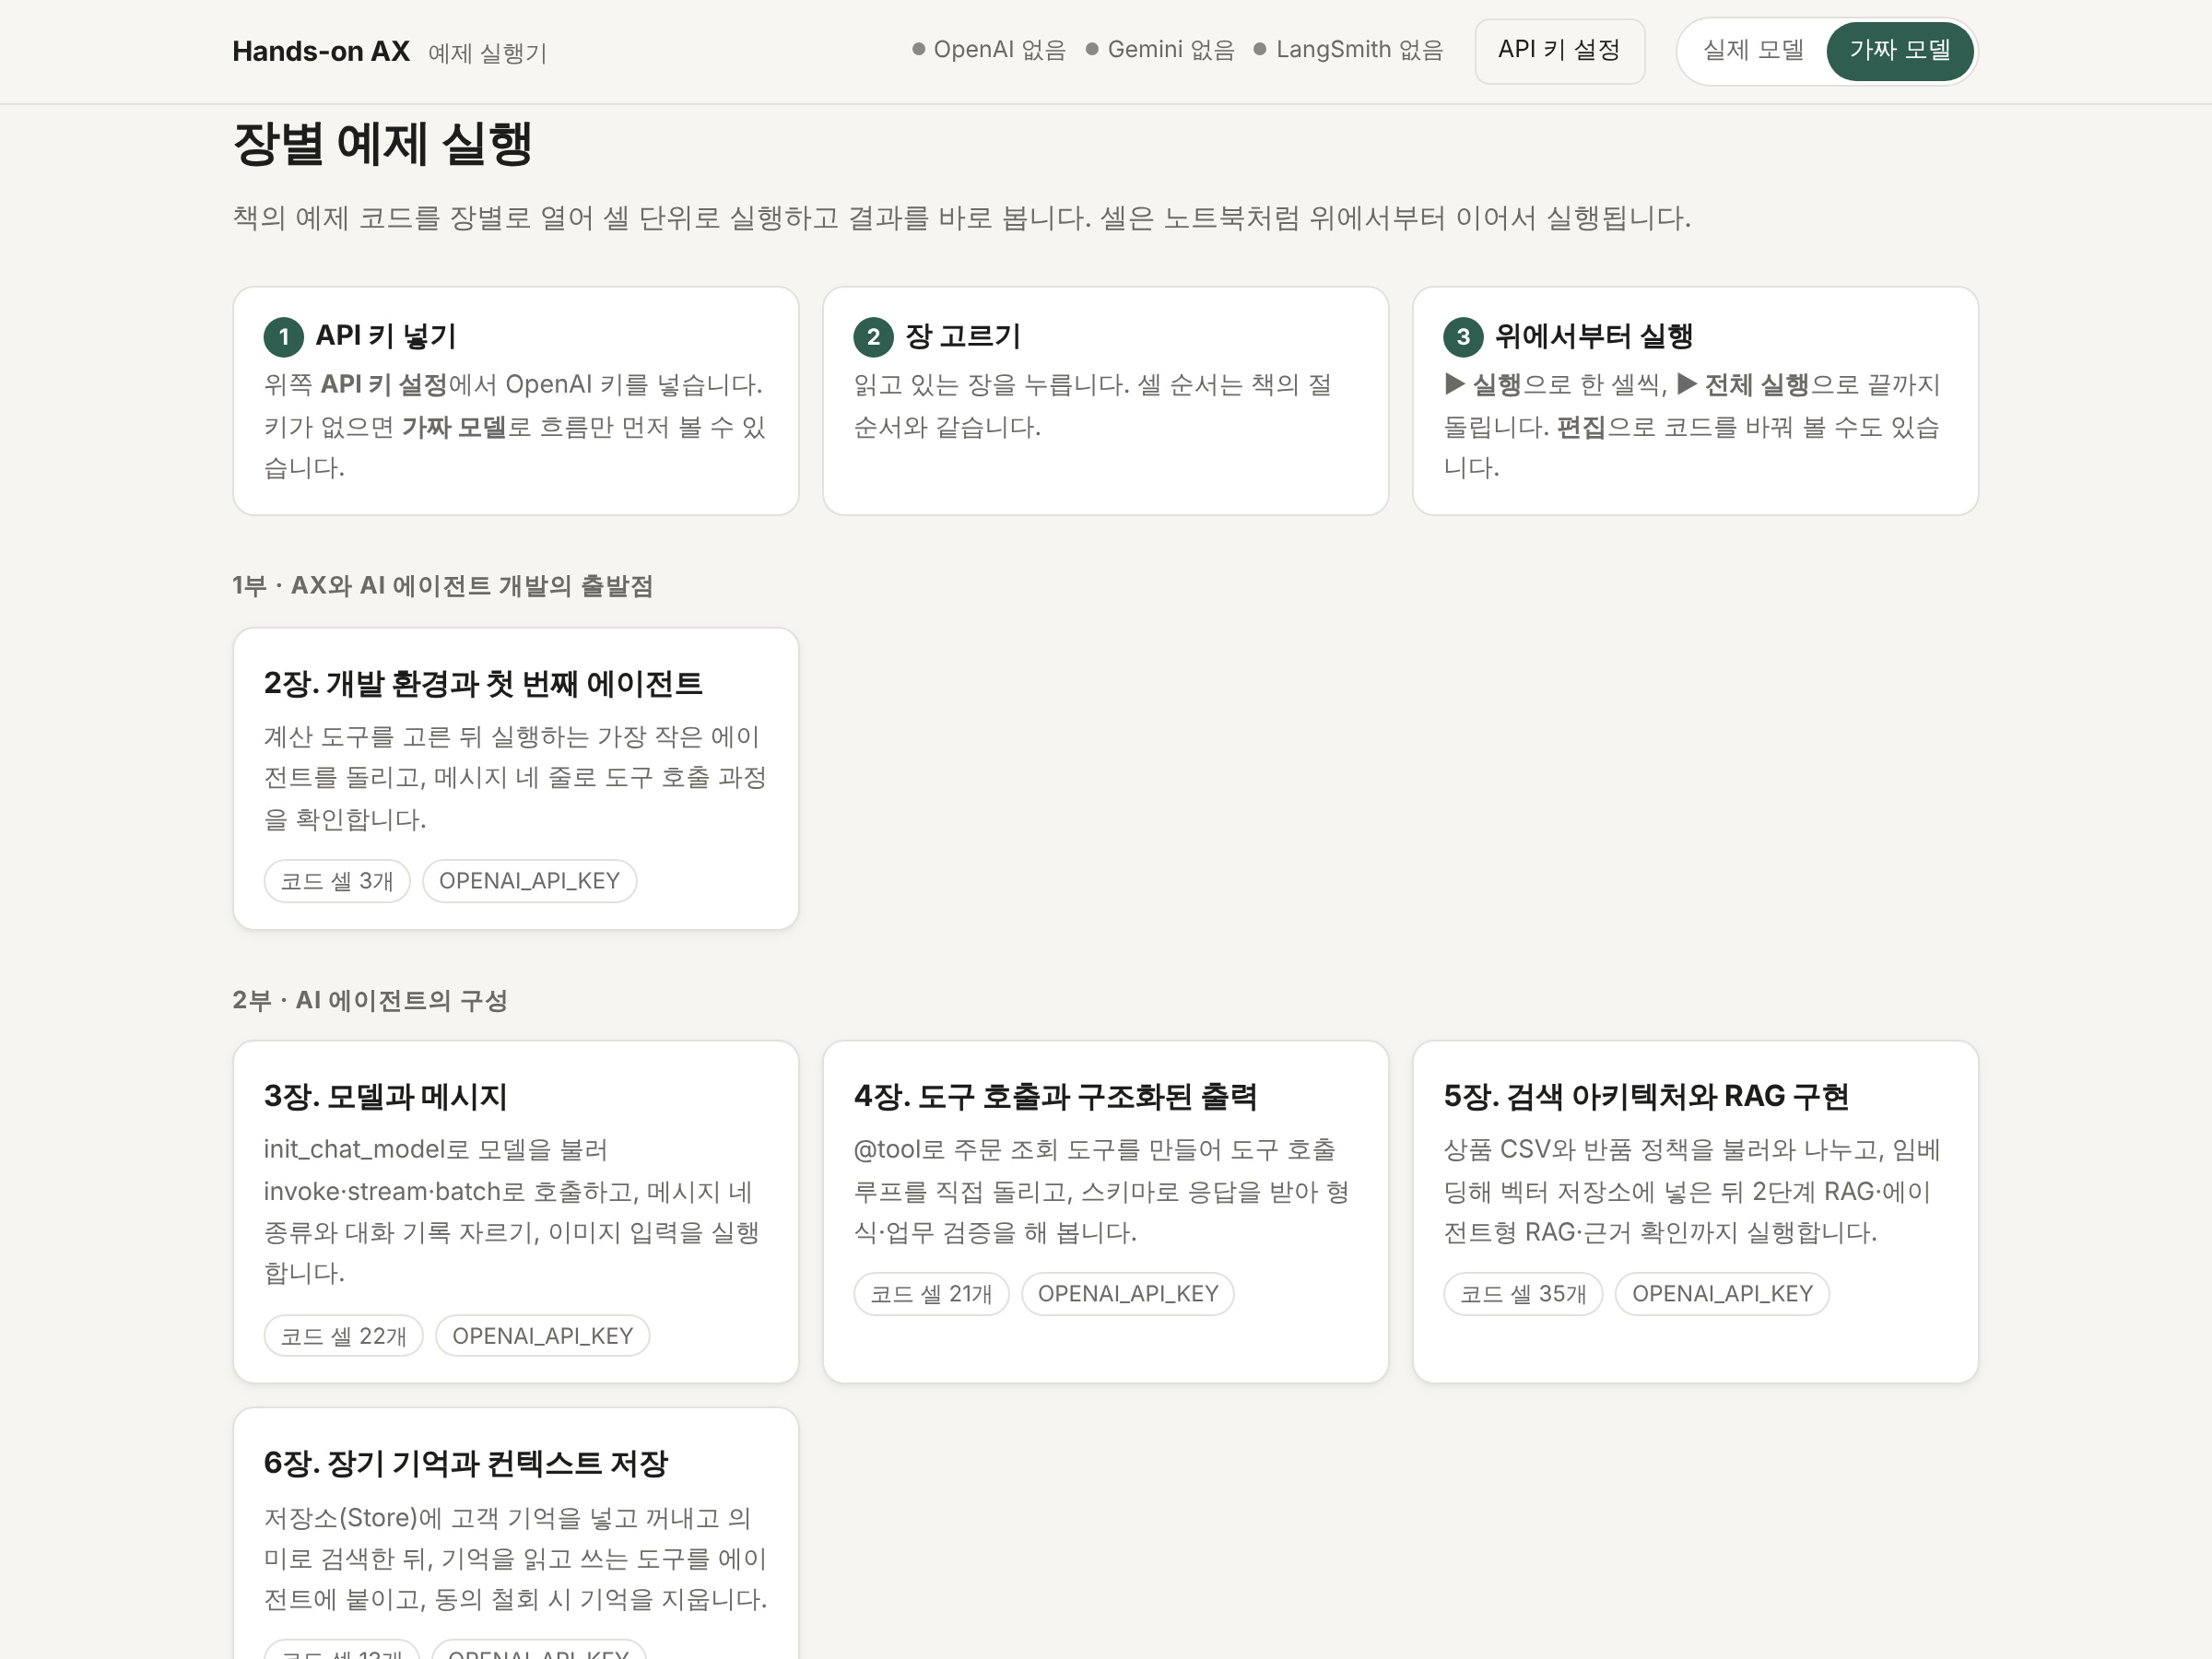 Hands-on AX 예제 실행기
OpenAI 없음 Gemini 없음 LangSmith 없음 API 키 설정 실제 모델 가짜 모델
장별 예제 실행
책의 예제 코드를 장별로 열어 셀 단위로 실행하고 결과를 바로 봅니다. 셀은 노트북처럼 위에서부터 이어서 실행됩니다.
1 API 키 넣기
위쪽 API 키 설정에서 OpenAI 키를 넣습니다.
키가 없으면 가짜 모델로 흐름만 먼저 볼 수 있
습니다.
2 장 고르기
읽고 있는 장을 누릅니다. 셀 순서는 책의 절
순서와 같습니다.
3 위에서부터 실행
▶ 실행으로 한 셀씩, ▶ 전체 실행으로 끝까지
돌립니다. 편집으로 코드를 바꿔 볼 수도 있습
니다.
1부 · AX와 AI 에이전트 개발의 출발점
2장. 개발 환경과 첫 번째 에이전트
계산 도구를 고른 뒤 실행하는 가장 작은 에이
전트를 돌리고, 메시지 네 줄로 도구 호출 과정
을 확인합니다.
코드 셀 3개 OPENAI_API_KEY
2부 · AI 에이전트의 구성
3장. 모델과 메시지
init_chat_model로 모델을 불러
invoke·stream·batch로 호출하고, 메시지 네
종류와 대화 기록 자르기, 이미지 입력을 실행
합니다.
코드 셀 22개 OPENAI_API_KEY
4장. 도구 호출과 구조화된 출력
@tool로 주문 조회 도구를 만들어 도구 호출
루프를 직접 돌리고, 스키마로 응답을 받아 형
식·업무 검증을 해 봅니다.
코드 셀 21개 OPENAI_API_KEY
5장. 검색 아키텍처와 RAG 구현
상품 CSV와 반품 정책을 불러와 나누고, 임베
딩해 벡터 저장소에 넣은 뒤 2단계 RAG·에이
전트형 RAG·근거 확인까지 실행합니다.
코드 셀 35개 OPENAI_API_KEY
6장. 장기 기억과 컨텍스트 저장
저장소(Store)에 고객 기억을 넣고 꺼내고 의
미로 검색한 뒤, 기억을 읽고 쓰는 도구를 에이
전트에 붙이고, 동의 철회 시 기억을 지웁니다.
코드 셀 13개 OPENAI_API_KEY